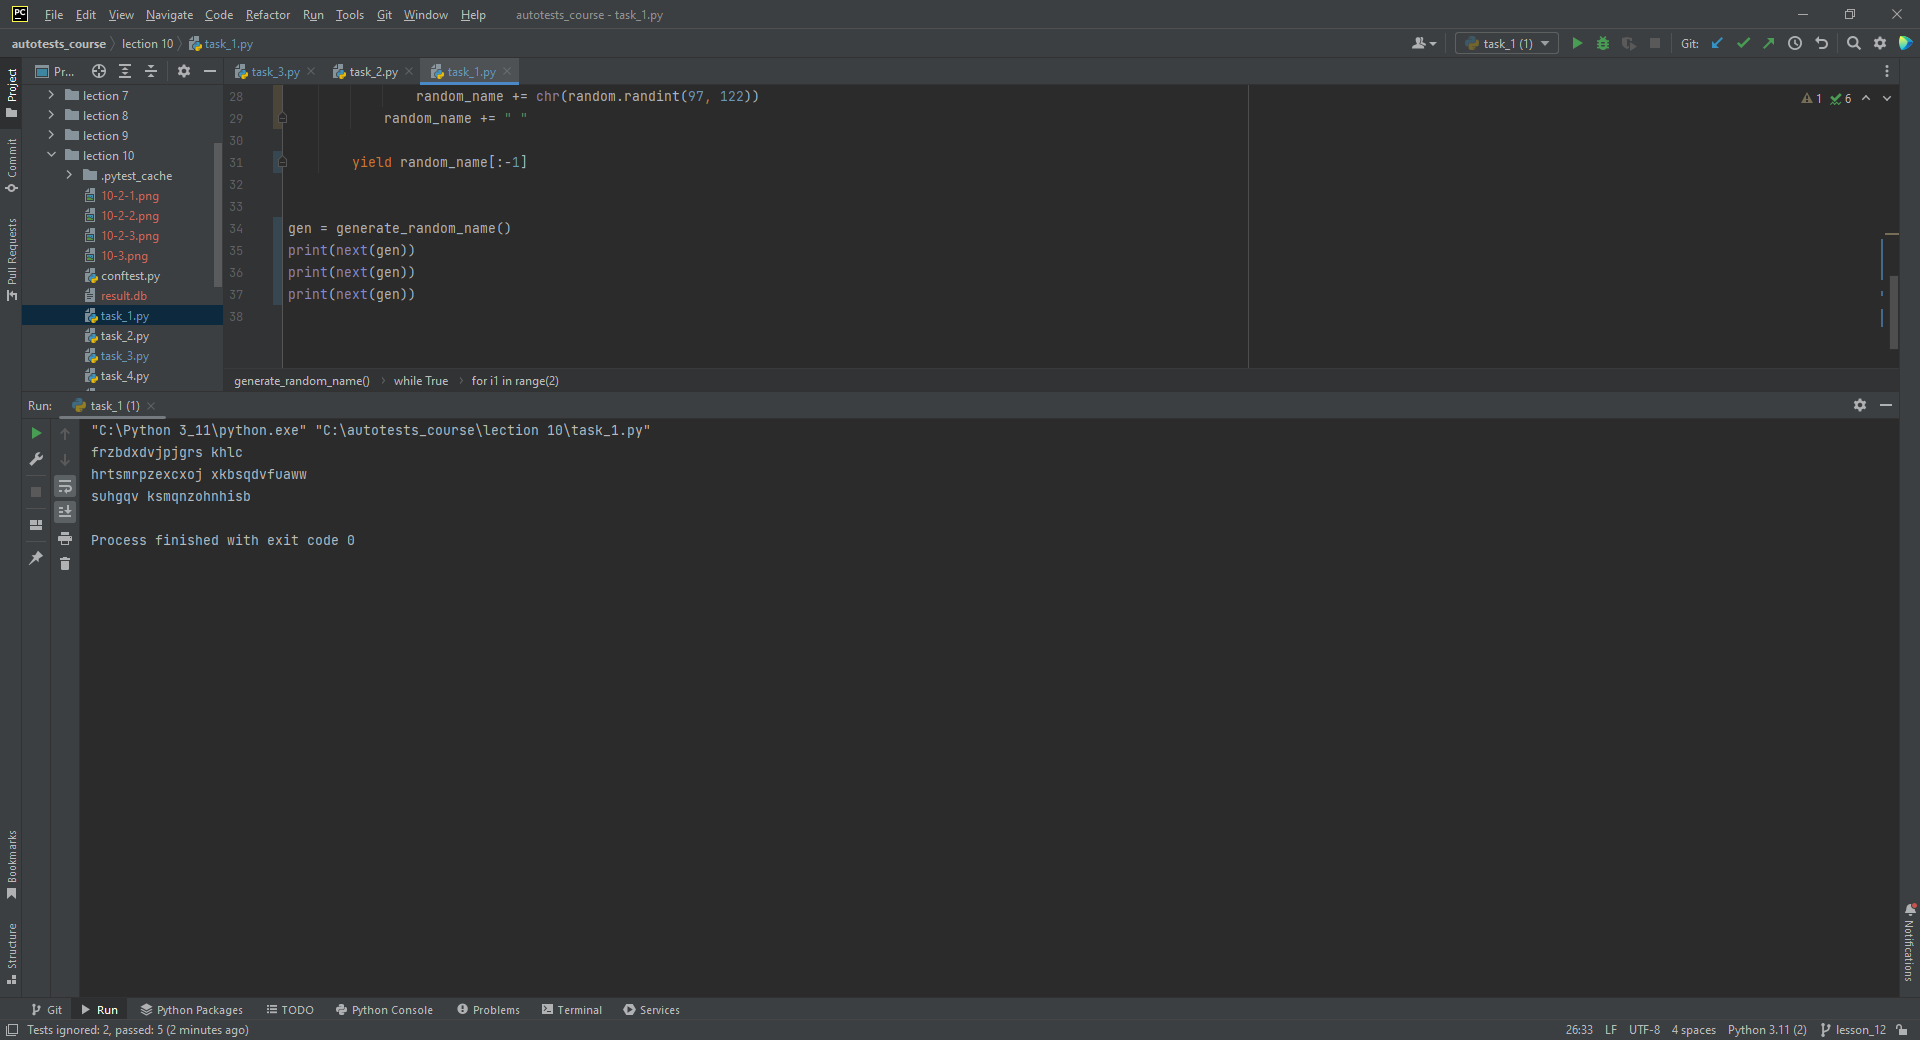 PC File Edit View Navigate Code Refactor Run Tools Git Window Help autotests_course - task_1.py
autotests_course lection 10 task_1.py task_1 (1) Git:
Project
Commit
Pull Requests
Bookmarks
Structure
Pr...
lection 7
lection 8
lection 9
lection 10
.pytest_cache
10-2-1.png
10-2-2.png
10-2-3.png
10-3.png
conftest.py
result.db
task_1.py
task_2.py
task_3.py
task_4.py
task_3.py task_2.py task_1.py
1 6
28 random_name += chr(random.randint(97, 122))
29 random_name += " "
30
31 yield random_name[:-1]
32
33
34 gen = generate_random_name()
35 print(next(gen))
36 print(next(gen))
37 print(next(gen))
38
generate_random_name() while True for i1 in range(2)
Run: task_1 (1)
"C:\Python 3_11\python.exe" "C:\autotests_course\lection 10\task_1.py"
frzbdxdvjpjgrs khlc
hrtsmrpzexcxoj xkbsqdvfuaww
suhgqv ksmqnzohnhisb
Process finished with exit code 0
Notifications
Git Run Python Packages TODO Python Console Problems Terminal Services
Tests ignored: 2, passed: 5 (2 minutes ago) 26:33 LF UTF-8 4 spaces Python 3.11 (2) lesson_12